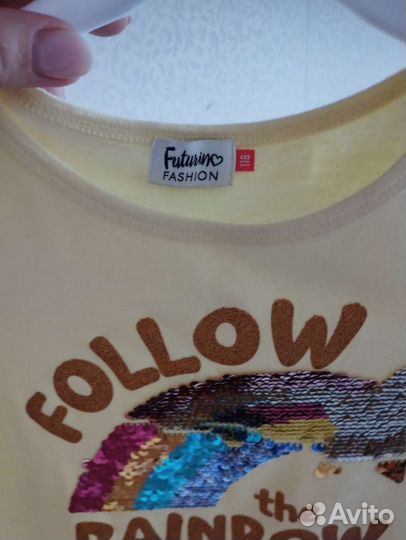 Futurino
FASHION
116
FOLLOW
the
RAINBOW
Avito